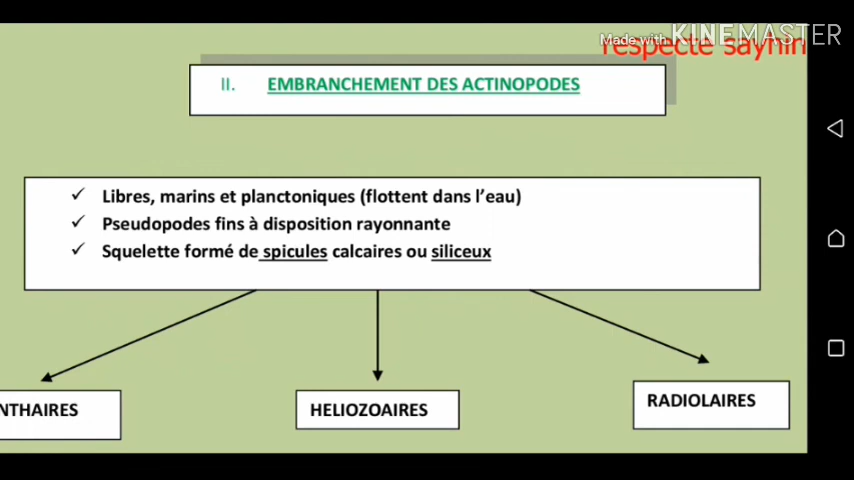 Made with KINEMASTER
respecte sayhin
II. EMBRANCHEMENT DES ACTINOPODES
✓ Libres, marins et planctoniques (flottent dans l'eau)
✓ Pseudopodes fins à disposition rayonnante
✓ Squelette formé de spicules calcaires ou siliceux
NTHAIRES
HELIOZOAIRES
RADIOLAIRES